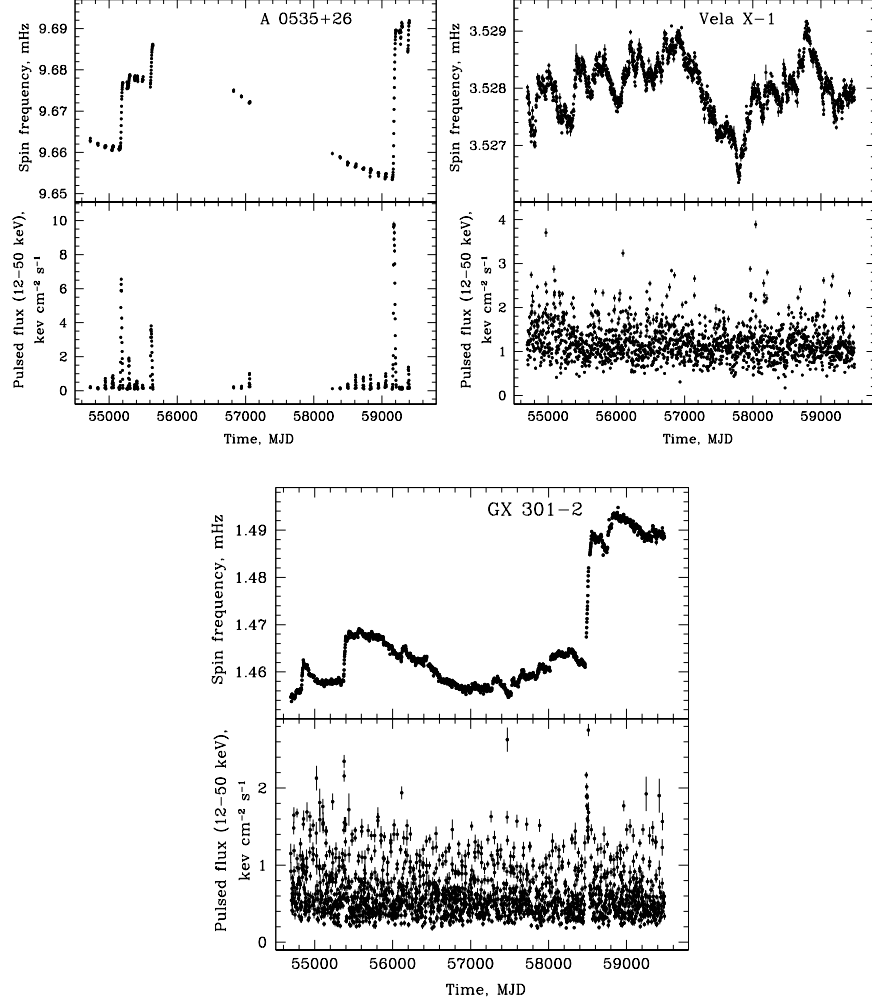 A 0535+26
Spin frequency, mHz
9.69
9.68
9.67
9.66
9.65
Pulsed flux (12−50 keV),
kev cm−2 s−1
10
8
6
4
2
0
55000 56000 57000 58000 59000
Time, MJD
Vela X−1
Spin frequency, mHz
3.529
3.528
3.527
Pulsed flux (12−50 keV),
kev cm−2 s−1
4
3
2
1
0
55000 56000 57000 58000 59000
Time, MJD
GX 301−2
Spin frequency, mHz
1.49
1.48
1.47
1.46
Pulsed flux (12−50 keV),
kev cm−2 s−1
2
1
0
55000 56000 57000 58000 59000
Time, MJD